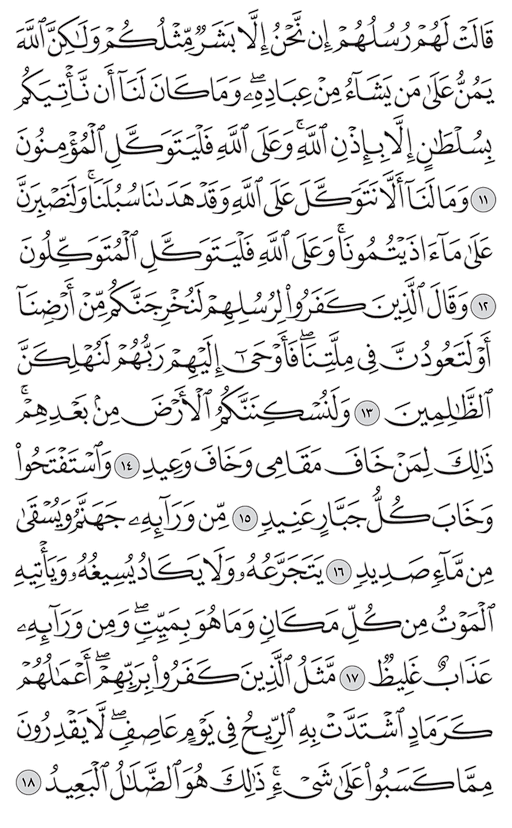 قَالَتْ لَهُمْ رُسُلُهُمْ إِن نَّحْنُ إِلَّا بَشَرٌ مِّثْلُكُمْ وَلَٰكِنَّ ٱللَّهَ
يَمُنُّ عَلَىٰ مَن يَشَآءُ مِنْ عِبَادِهِۦۖ وَمَا كَانَ لَنَآ أَن نَّأْتِيَكُم
بِسُلْطَٰنٍ إِلَّا بِإِذْنِ ٱللَّهِۚ وَعَلَى ٱللَّهِ فَلْيَتَوَكَّلِ ٱلْمُؤْمِنُونَ
١١ وَمَا لَنَآ أَلَّا نَتَوَكَّلَ عَلَى ٱللَّهِ وَقَدْ هَدَىٰنَا سُبُلَنَاۚ وَلَنَصْبِرَنَّ
عَلَىٰ مَآ ءَاذَيْتُمُونَاۚ وَعَلَى ٱللَّهِ فَلْيَتَوَكَّلِ ٱلْمُتَوَكِّلُونَ
١٢ وَقَالَ ٱلَّذِينَ كَفَرُوا۟ لِرُسُلِهِمْ لَنُخْرِجَنَّكُم مِّنْ أَرْضِنَآ
أَوْ لَتَعُودُنَّ فِى مِلَّتِنَاۖ فَأَوْحَىٰٓ إِلَيْهِمْ رَبُّهُمْ لَنُهْلِكَنَّ
ٱلظَّٰلِمِينَ ١٣ وَلَنُسْكِنَنَّكُمُ ٱلْأَرْضَ مِنۢ بَعْدِهِمْۚ
ذَٰلِكَ لِمَنْ خَافَ مَقَامِى وَخَافَ وَعِيدِ ١٤ وَٱسْتَفْتَحُوا۟
وَخَابَ كُلُّ جَبَّارٍ عَنِيدٍ ١٥ مِّن وَرَآئِهِۦ جَهَنَّمُ وَيُسْقَىٰ
مِن مَّآءٍ صَدِيدٍ ١٦ يَتَجَرَّعُهُۥ وَلَا يَكَادُ يُسِيغُهُۥ وَيَأْتِيهِ
ٱلْمَوْتُ مِن كُلِّ مَكَانٍ وَمَا هُوَ بِمَيِّتٍۖ وَمِن وَرَآئِهِۦ
عَذَابٌ غَلِيظٌ ١٧ مَّثَلُ ٱلَّذِينَ كَفَرُوا۟ بِرَبِّهِمْۖ أَعْمَٰلُهُمْ
كَرَمَادٍ ٱشْتَدَّتْ بِهِ ٱلرِّيحُ فِى يَوْمٍ عَاصِفٍۖ لَّا يَقْدِرُونَ
مِمَّا كَسَبُوا۟ عَلَىٰ شَىْءٍۚ ذَٰلِكَ هُوَ ٱلضَّلَٰلُ ٱلْبَعِيدُ ١٨